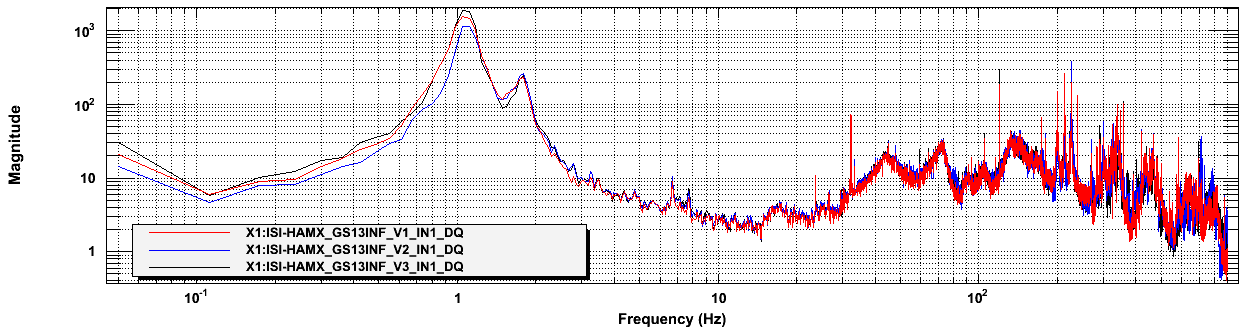 10³
10²
10
1
Magnitude
X1:ISI-HAMX_GS13INF_V1_IN1_DQ
X1:ISI-HAMX_GS13INF_V2_IN1_DQ
X1:ISI-HAMX_GS13INF_V3_IN1_DQ
10⁻¹ 1 10 10²
Frequency (Hz)